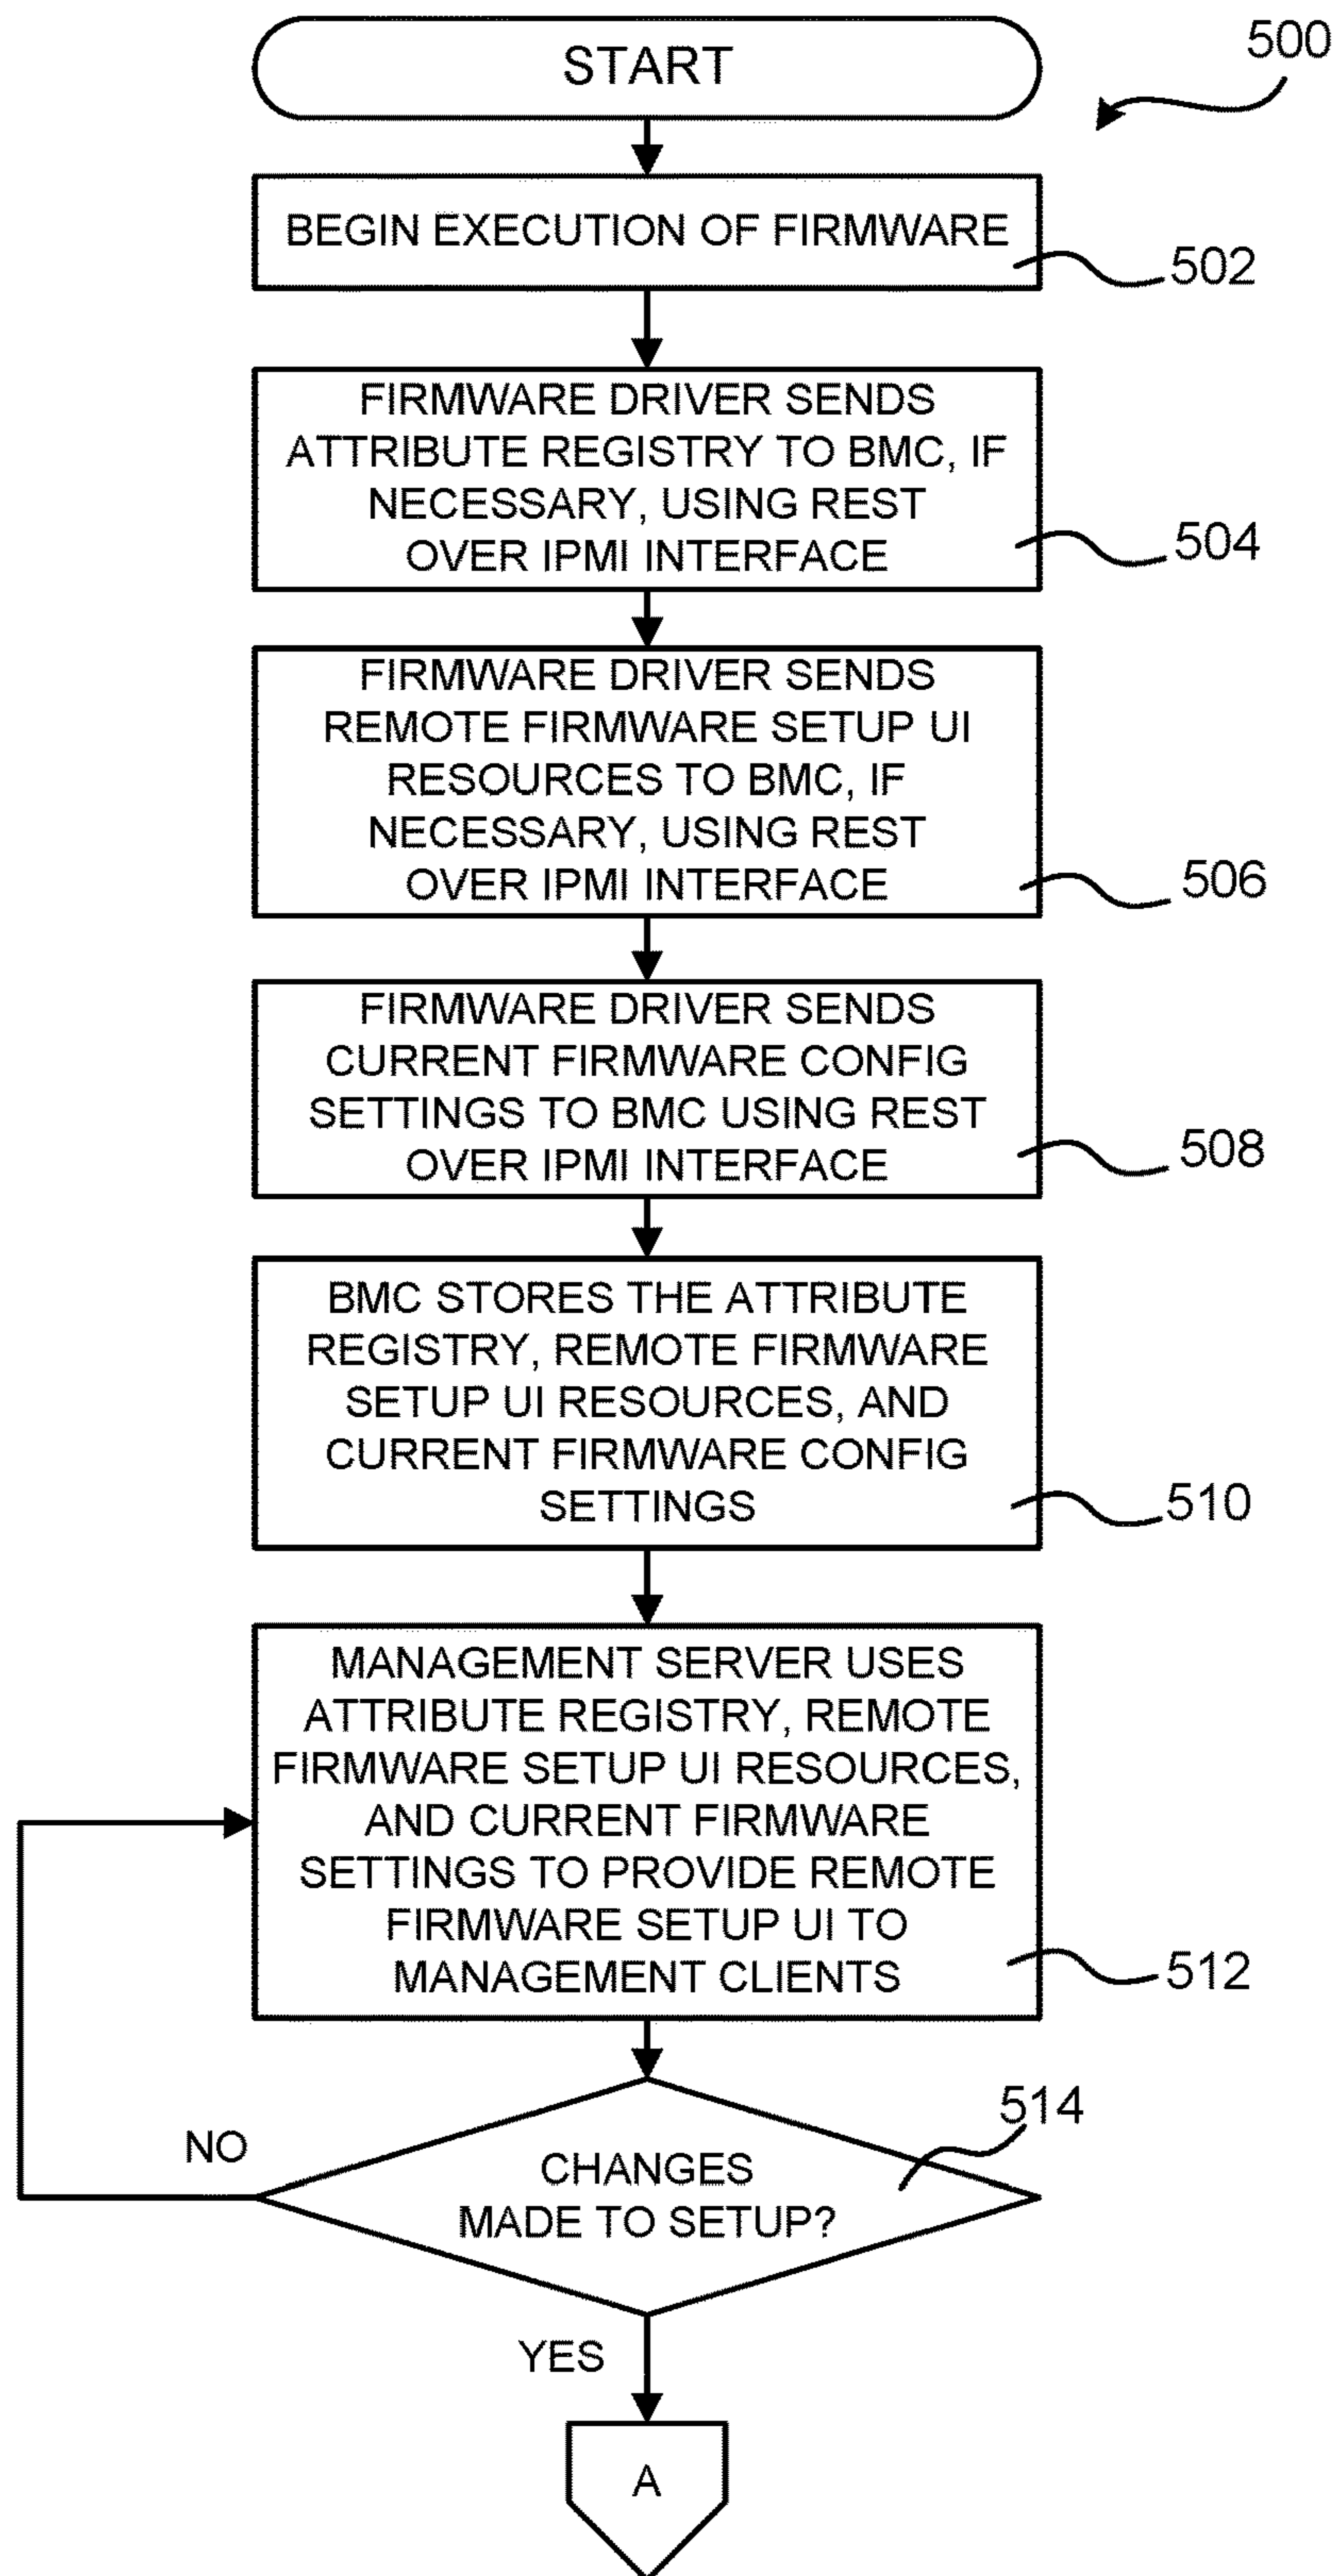 START
500
BEGIN EXECUTION OF FIRMWARE
502
FIRMWARE DRIVER SENDS
ATTRIBUTE REGISTRY TO BMC, IF
NECESSARY, USING REST
OVER IPMI INTERFACE
504
FIRMWARE DRIVER SENDS
REMOTE FIRMWARE SETUP UI
RESOURCES TO BMC, IF
NECESSARY, USING REST
OVER IPMI INTERFACE
506
FIRMWARE DRIVER SENDS
CURRENT FIRMWARE CONFIG
SETTINGS TO BMC USING REST
OVER IPMI INTERFACE
508
BMC STORES THE ATTRIBUTE
REGISTRY, REMOTE FIRMWARE
SETUP UI RESOURCES, AND
CURRENT FIRMWARE CONFIG
SETTINGS
510
MANAGEMENT SERVER USES
ATTRIBUTE REGISTRY, REMOTE
FIRMWARE SETUP UI RESOURCES,
AND CURRENT FIRMWARE
SETTINGS TO PROVIDE REMOTE
FIRMWARE SETUP UI TO
MANAGEMENT CLIENTS
512
514
NO
CHANGES
MADE TO SETUP?
YES
A